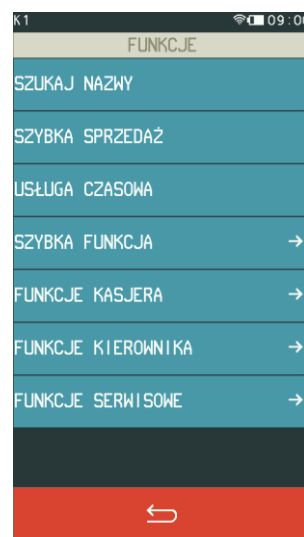 K1 09:00
FUNKCJE
SZUKAJ NAZWY
SZYBKA SPRZEDAŻ
USŁUGA CZASOWA
SZYBKA FUNKCJA
FUNKCJE KASJERA
FUNKCJE KIEROWNIKA
FUNKCJE SERWISOWE